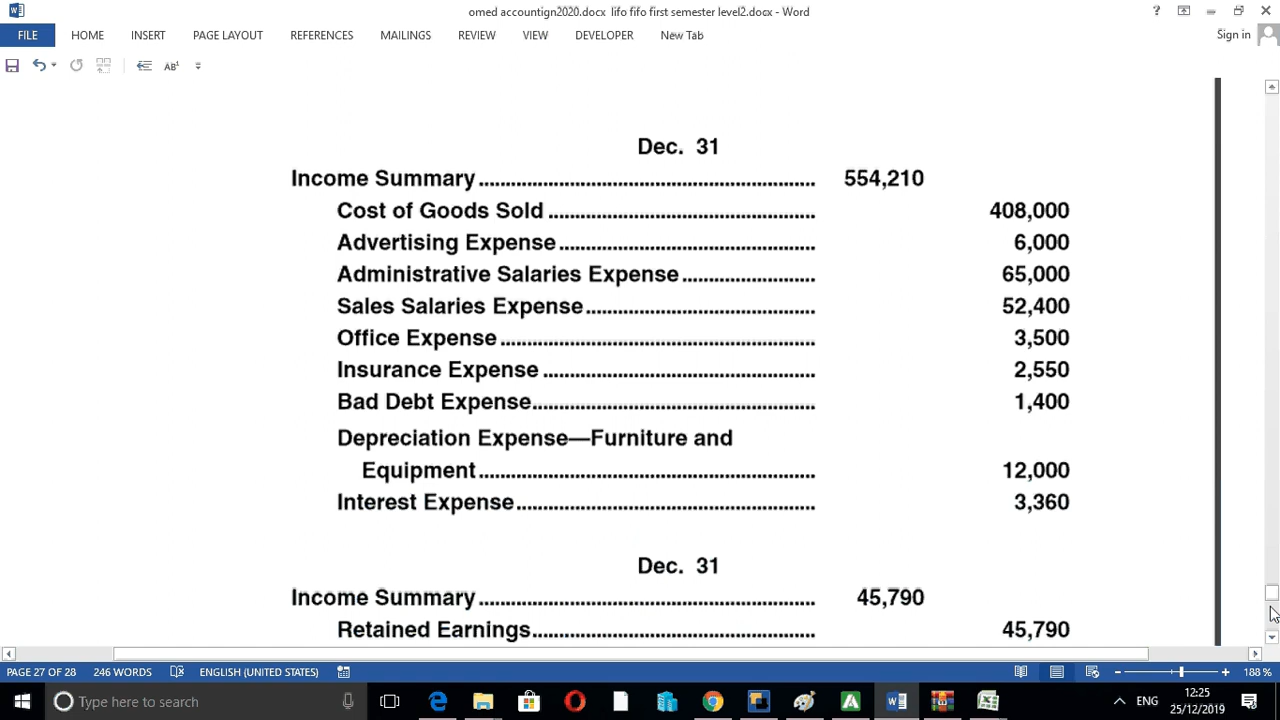 omed accountign2020.docx lifo fifo first semester level2.docx - Word
?
FILE HOME INSERT PAGE LAYOUT REFERENCES MAILINGS REVIEW VIEW DEVELOPER New Tab Sign in
AB¹
Dec. 31
Income Summary 554,210
Cost of Goods Sold 408,000
Advertising Expense 6,000
Administrative Salaries Expense 65,000
Sales Salaries Expense 52,400
Office Expense 3,500
Insurance Expense 2,550
Bad Debt Expense 1,400
Depreciation Expense—Furniture and
Equipment 12,000
Interest Expense 3,360
Dec. 31
Income Summary 45,790
Retained Earnings 45,790
PAGE 27 OF 28 246 WORDS ENGLISH (UNITED STATES) 188 %
Type here to search ENG 12:25
25/12/2019